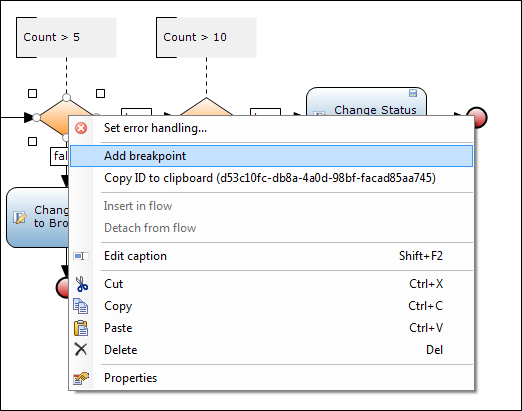 Count > 5
Count > 10
Change Status
Set error handling...
Add breakpoint
fal
Copy ID to clipboard (d53c10fc-db8a-4a0d-98bf-facad85aa745)
Chang
to Bro
Insert in flow
Detach from flow
Edit caption Shift+F2
Cut Ctrl+X
Copy Ctrl+C
Paste Ctrl+V
Delete Del
Properties